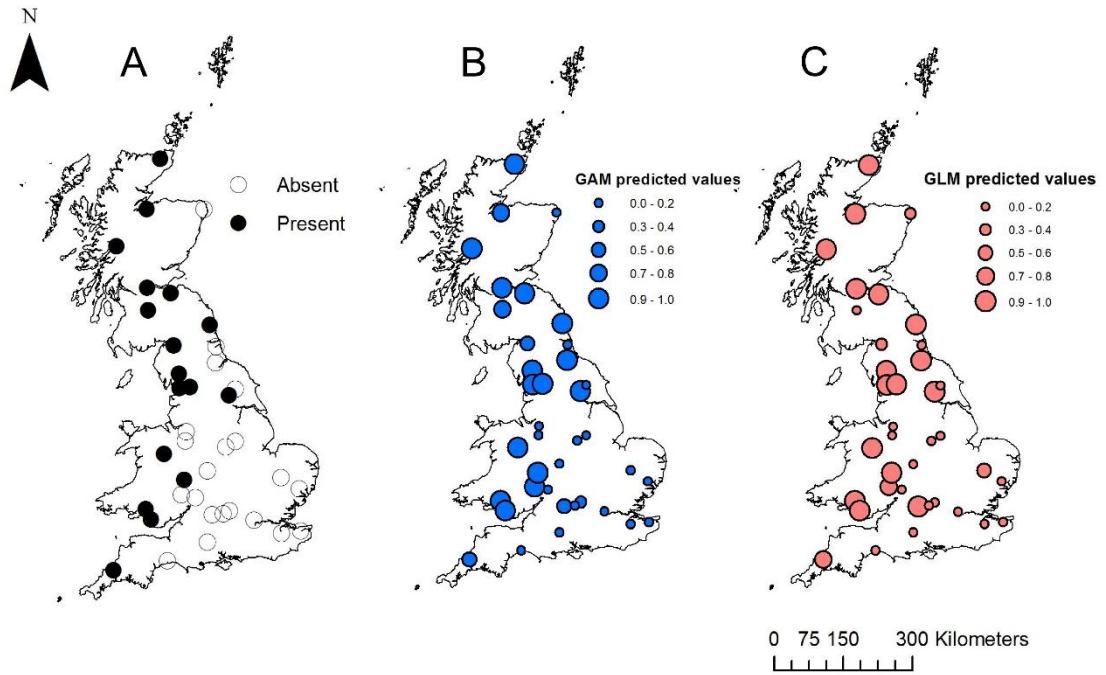 N
A
B
C
Absent
Present
GAM predicted values
0.0 - 0.2
0.3 - 0.4
0.5 - 0.6
0.7 - 0.8
0.9 - 1.0
GLM predicted values
0.0 - 0.2
0.3 - 0.4
0.5 - 0.6
0.7 - 0.8
0.9 - 1.0
0 75 150 300 Kilometers